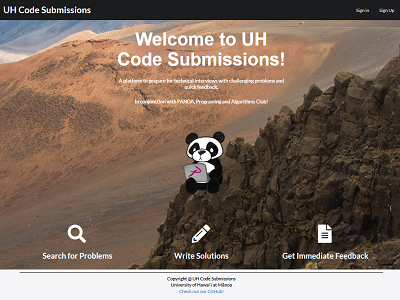 UH Code Submissions
Sign in
Sign Up
Welcome to UH
Code Submissions!
A platform to prepare for technical interviews with challenging problems and
quick feedback.
In conjunction with PANDA, Programing and Algorithms Club!
Search for Problems
Write Solutions
Get Immediate Feedback
Copyright @ UH Code Submissions
University of Hawai'i at Mānoa
Check out our GitHub!